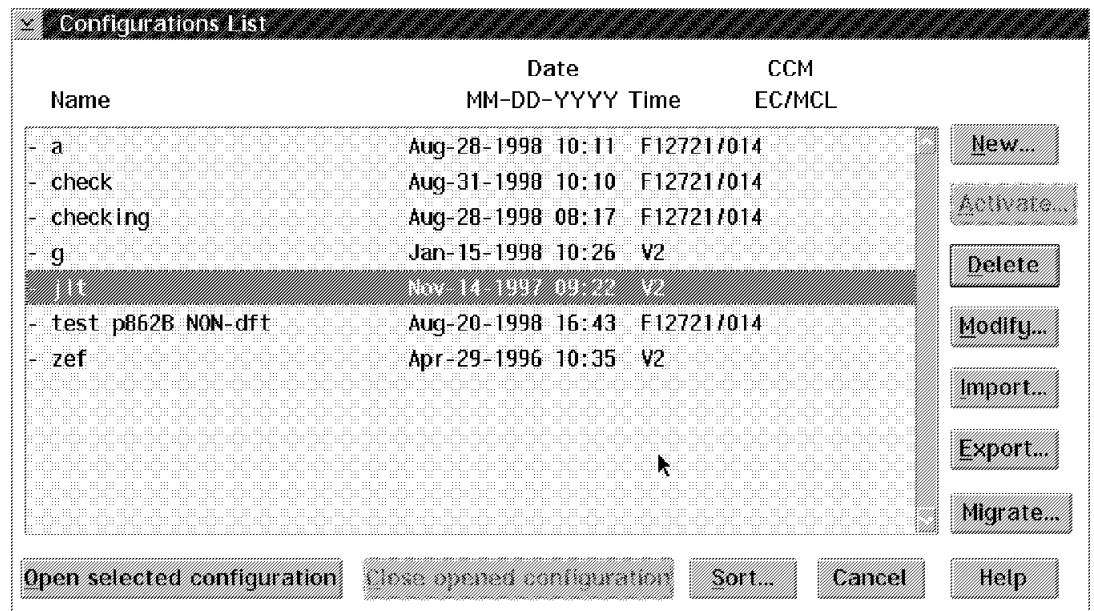 Configurations List
Date CCM
Name MM-DD-YYYY Time EC/MCL
- a Aug-28-1998 10:11 F12721/014
- check Aug-31-1998 10:10 F12721/014
- checking Aug-28-1998 08:17 F12721/014
- g Jan-15-1998 10:26 V2
- jlt Nov-14-1997 09:22 V2
- test p862B NON-dft Aug-20-1998 16:43 F12721/014
- zef Apr-29-1996 10:35 V2
New...
Activate...
Delete
Modify...
Import...
Export...
Migrate...
Open selected configuration Close opened configuration Sort... Cancel Help